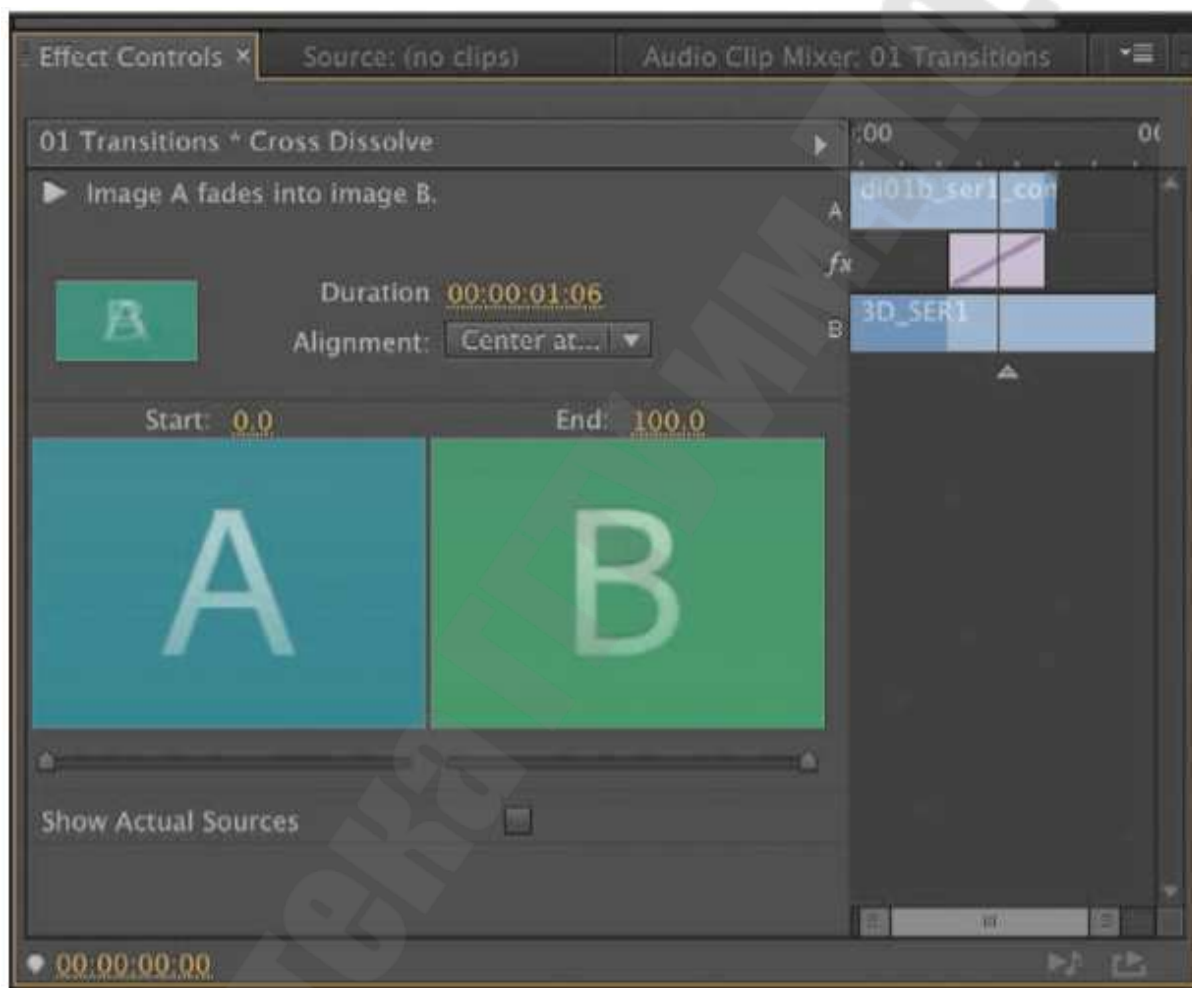 Effect Controls × Source: (no clips) Audio Clip Mixer: 01 Transitions
01 Transitions * Cross Dissolve
:00
Image A fades into image B.
A
di01b_ser1_con
fx
Duration 00:00:01:06
Alignment: Center at...
B
3D_SER1
Start: 0.0 End: 100.0
A B
Show Actual Sources
00:00:00:00